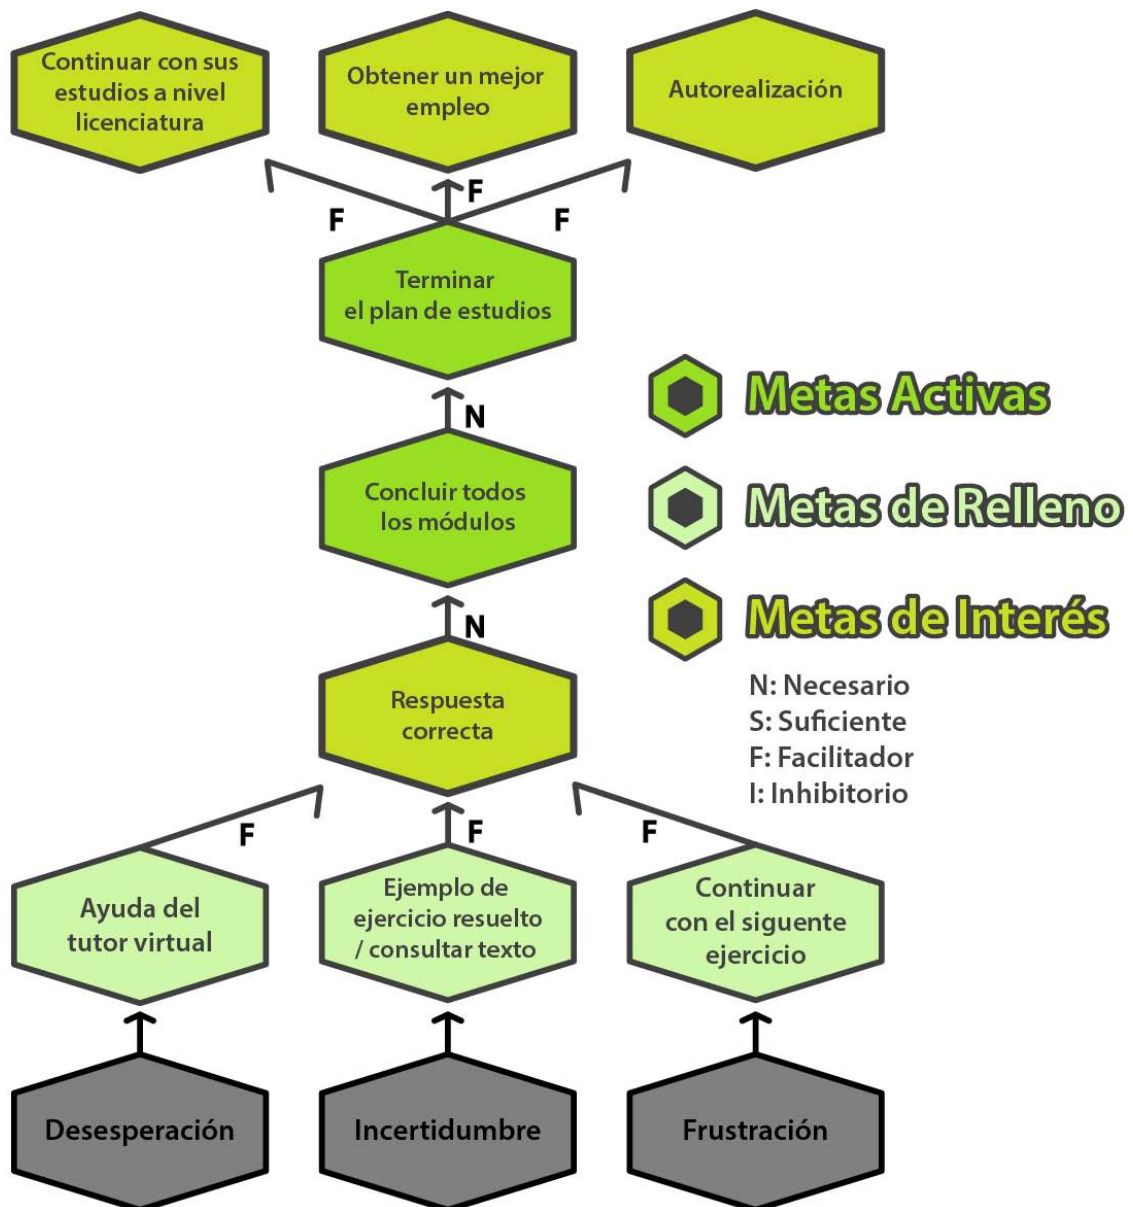 Continuar con sus
estudios a nivel
licenciatura
Obtener un mejor
empleo
Autorealización
F
F
F
Terminar
el plan de estudios
N
Concluir todos
los módulos
N
Respuesta
correcta
Metas Activas
Metas de Relleno
Metas de Interés
N: Necesario
S: Suficiente
F: Facilitador
I: Inhibitorio
F
F
F
Ayuda del
tutor virtual
Ejemplo de
ejercicio resuelto
/ consultar texto
Continuar
con el siguente
ejercicio
Desesperación
Incertidumbre
Frustración